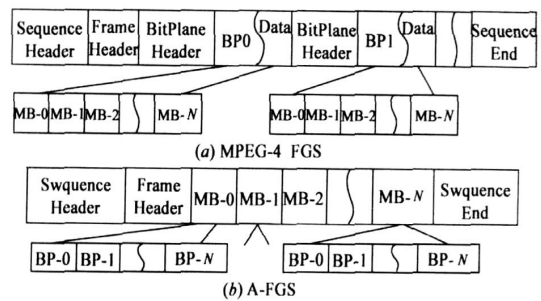 Sequence Header Frame Header BitPlane Header BP0 Data BitPlane Header BP1 Data Sequence End
MB-0 MB-1 MB-2 MB-N MB-0 MB-1 MB-2 MB-N
(a) MPEG-4 FGS
Swquence Header Frame Header MB-0 MB-1 MB-2 MB-N Swquence End
BP-0 BP-1 BP-N BP-0 BP-1 BP-N
(b) A-FGS